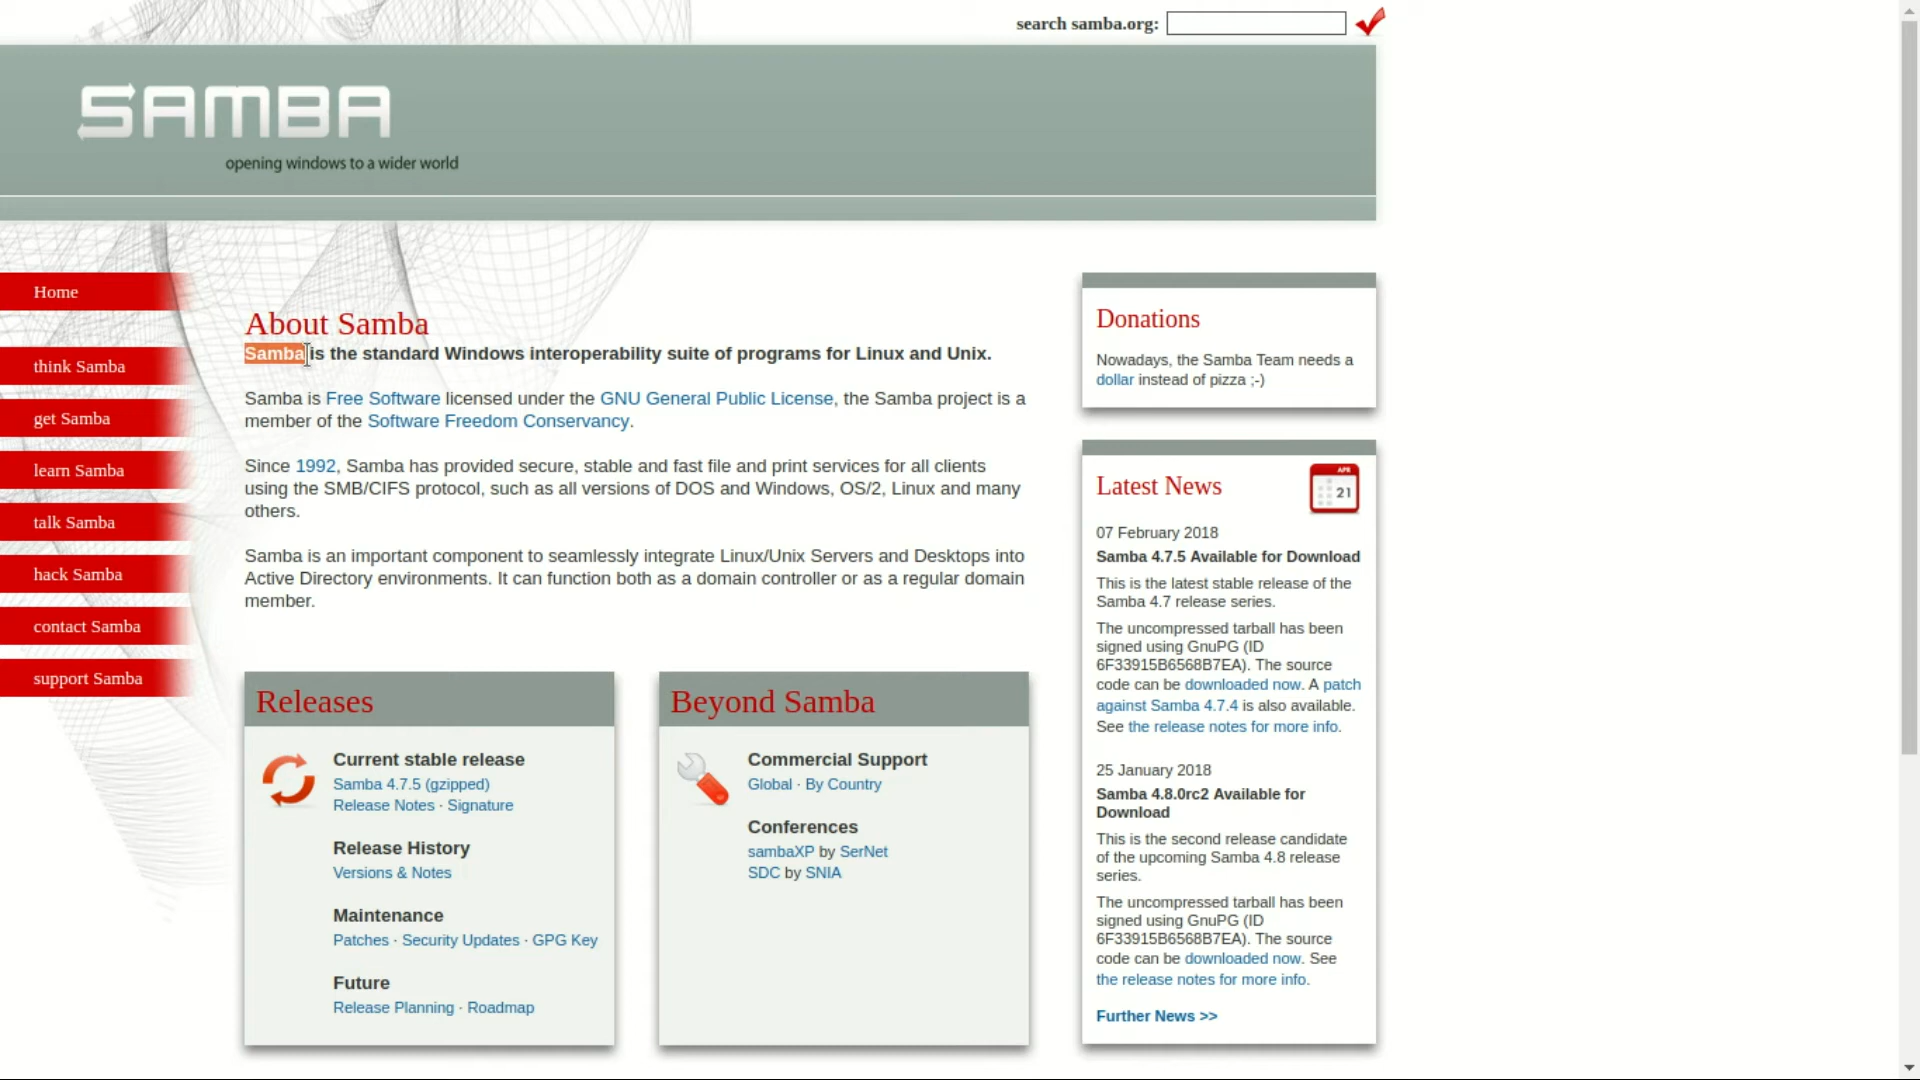 search samba.org:
SAMBA
opening windows to a wider world
Home
think Samba
get Samba
learn Samba
talk Samba
hack Samba
contact Samba
support Samba
About Samba
Samba is the standard Windows interoperability suite of programs for Linux and Unix.
Samba is Free Software licensed under the GNU General Public License, the Samba project is a
member of the Software Freedom Conservancy.
Since 1992, Samba has provided secure, stable and fast file and print services for all clients
using the SMB/CIFS protocol, such as all versions of DOS and Windows, OS/2, Linux and many
others.
Samba is an important component to seamlessly integrate Linux/Unix Servers and Desktops into
Active Directory environments. It can function both as a domain controller or as a regular domain
member.
Releases
Current stable release
Samba 4.7.5 (gzipped)
Release Notes · Signature
Release History
Versions & Notes
Maintenance
Patches · Security Updates · GPG Key
Future
Release Planning · Roadmap
Beyond Samba
Commercial Support
Global · By Country
Conferences
sambaXP by SerNet
SDC by SNIA
Donations
Nowadays, the Samba Team needs a
dollar instead of pizza ;-)
Latest News
APR
21
07 February 2018
Samba 4.7.5 Available for Download
This is the latest stable release of the
Samba 4.7 release series.
The uncompressed tarball has been
signed using GnuPG (ID
6F33915B6568B7EA). The source
code can be downloaded now. A patch
against Samba 4.7.4 is also available.
See the release notes for more info.
25 January 2018
Samba 4.8.0rc2 Available for
Download
This is the second release candidate
of the upcoming Samba 4.8 release
series.
The uncompressed tarball has been
signed using GnuPG (ID
6F33915B6568B7EA). The source
code can be downloaded now. See
the release notes for more info.
Further News >>